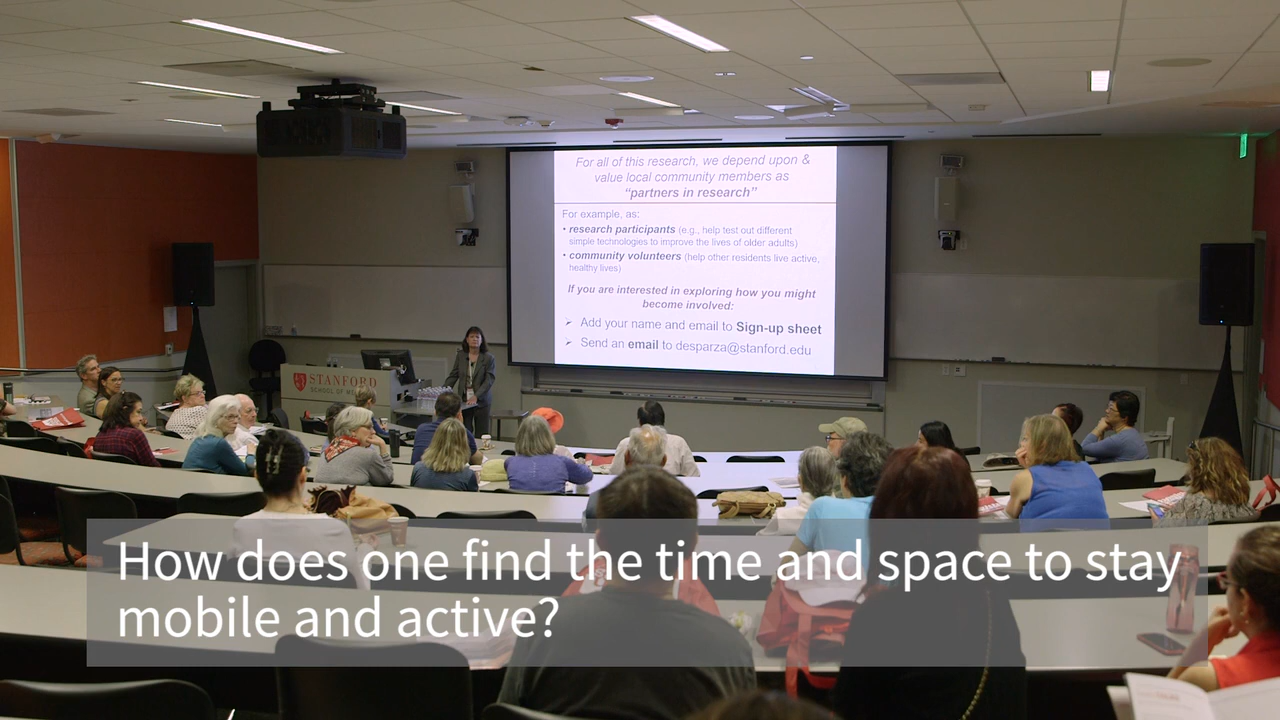 For all of this research, we depend upon &
value local community members as
“partners in research”
For example, as:
• research participants (e.g., help test out different
simple technologies to improve the lives of older adults)
• community volunteers (help other residents live active,
healthy lives)
If you are interested in exploring how you might
become involved:
➢ Add your name and email to Sign-up sheet
➢ Send an email to desparza@stanford.edu
STANFORD
SCHOOL OF MEDICINE
How does one find the time and space to stay
mobile and active?